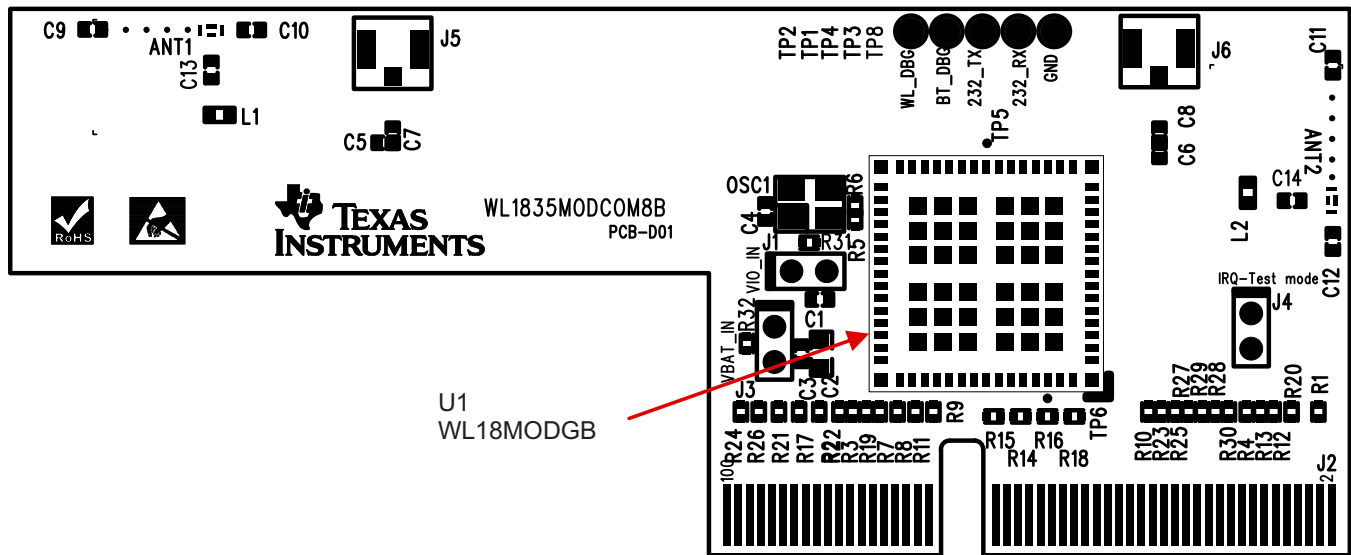 C9
ANT1
C10
C13
L1
J5
C5
C7
TP2
TP1
TP4
TP3
TP8
WL_DBG
BT_DBG
232_TX
232_RX
GND
TP5
J6
C11
C8
C6
ANT2
C14
L2
C12
RoHS
TEXAS
INSTRUMENTS
WL1835MODCOM8B
PCB-D01
OSC1
R6
C4
J1
R31
R5
VIO_IN
C1
R32
VBAT_IN
J3
C3
C2
IRQ-Test mode
J4
U1
WL18MODGB
R24
R26
R21
R17
R22
R3
R19
R7
R8
R11
R9
R15
R14
R16
R18
TP6
R10
R23
R25
R27
R29
R28
R30
R4
R13
R12
R20
R1
J2
100
2